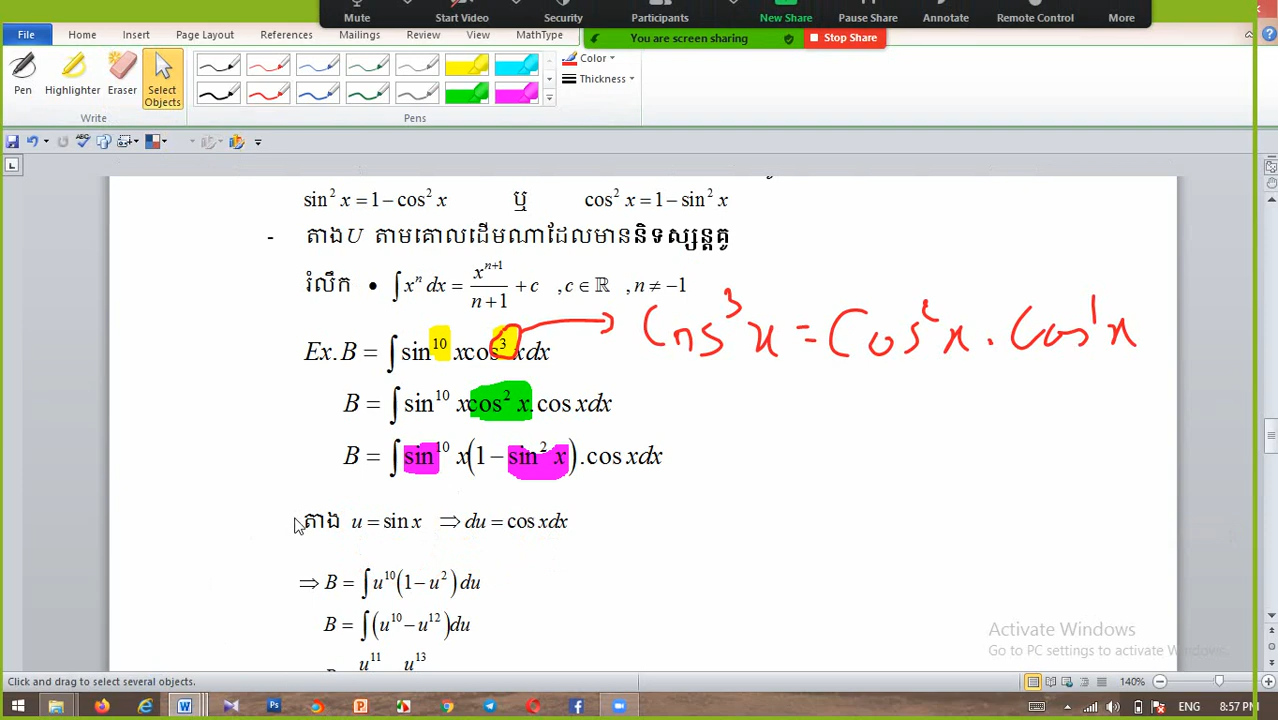 Mute Start Video Security Participants New Share Pause Share Annotate Remote Control More
You are screen sharing Stop Share
File Home Insert Page Layout References Mailings Review View MathType
Pen Highlighter Eraser Select Objects Color Thickness
Write Pens
sin² x = 1 − cos² x ឬ cos² x = 1 − sin² x
- តាង U តាមគោលដើមណាដែលមាននិទស្សន្តគូ
រំលឹក • ∫ xⁿ dx = xⁿ⁺¹/(n+1) + c , c ∈ ℝ , n ≠ −1
Cos³ x = Cos² x . Cos¹ x
Ex. B = ∫ sin¹⁰ x cos³ x dx
B = ∫ sin¹⁰ x cos² x . cos x dx
B = ∫ sin¹⁰ x (1 − sin² x) . cos x dx
តាង u = sin x ⇒ du = cos x dx
⇒ B = ∫ u¹⁰ (1 − u²) du
B = ∫ (u¹⁰ − u¹²) du
u¹¹ u¹³
Activate Windows
Go to PC settings to activate Windows.
Click and drag to select several objects. 140%
ENG 8:57 PM